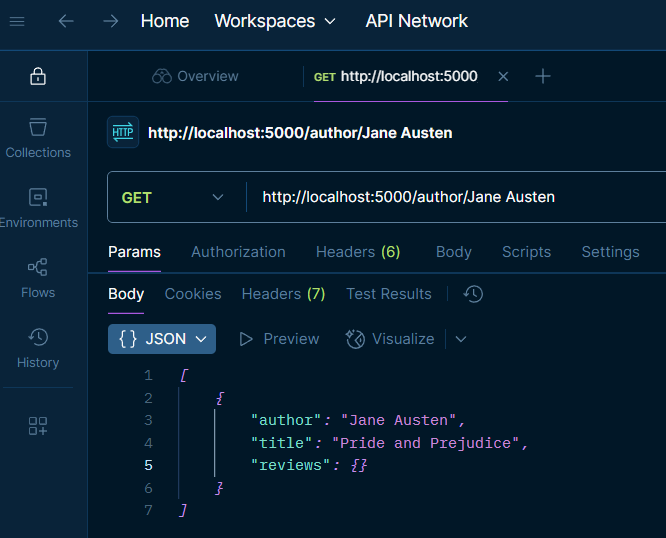 Home Workspaces API Network
Overview GET http://localhost:5000
HTTP http://localhost:5000/author/Jane Austen
Collections
Environments
Flows
History
GET http://localhost:5000/author/Jane Austen
Params Authorization Headers (6) Body Scripts Settings
Body Cookies Headers (7) Test Results
{} JSON Preview Visualize
1 [
2 {
3 "author": "Jane Austen",
4 "title": "Pride and Prejudice",
5 "reviews": {}
6 }
7 ]